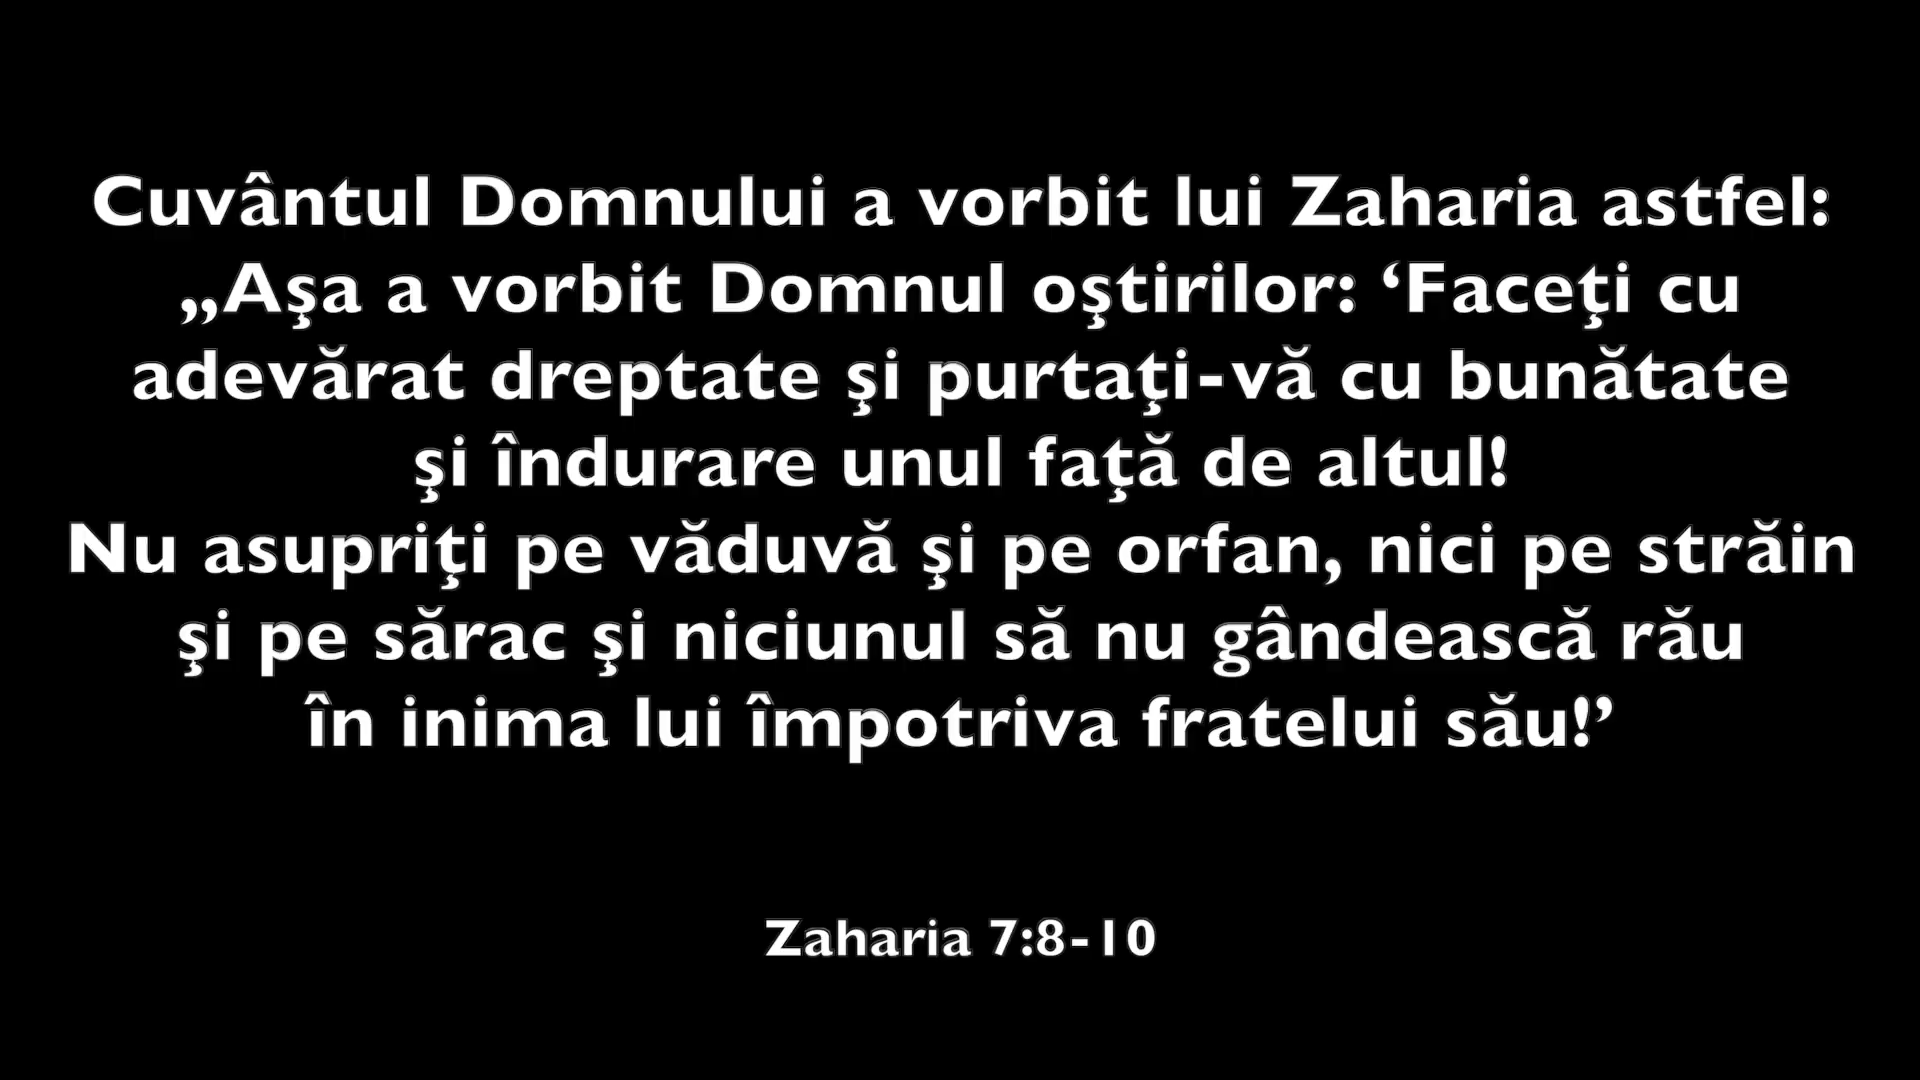 Cuvântul Domnului a vorbit lui Zaharia astfel:
„Aşa a vorbit Domnul oştirilor: ‘Faceţi cu
adevărat dreptate şi purtaţi-vă cu bunătate
şi îndurare unul faţă de altul!
Nu asupriţi pe văduvă şi pe orfan, nici pe străin
şi pe sărac şi niciunul să nu gândească rău
în inima lui împotriva fratelui său!’
Zaharia 7:8-10